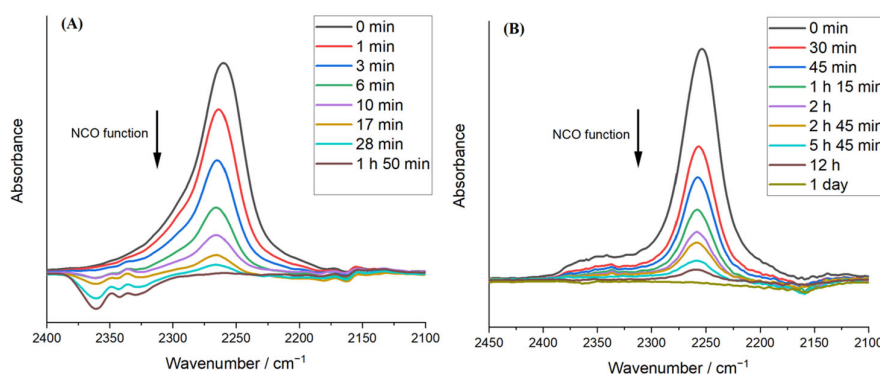 (A)
0 min
1 min
3 min
6 min
10 min
17 min
28 min
1 h 50 min
NCO function
Absorbance
2400 2350 2300 2250 2200 2150 2100
Wavenumber / cm⁻¹
(B)
0 min
30 min
45 min
1 h 15 min
2 h
2 h 45 min
5 h 45 min
12 h
1 day
NCO function
Absorbance
2450 2400 2350 2300 2250 2200 2150 2100
Wavenumber / cm⁻¹